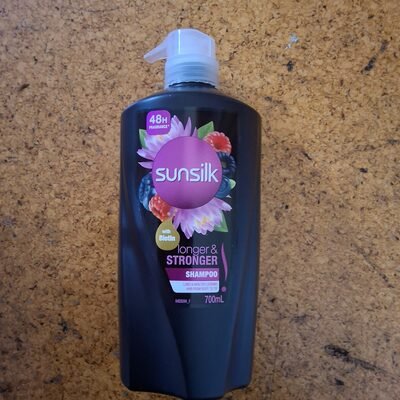 48H
FRAGRANCE*
sunsilk
with
Biotin
longer &
STRONGER
SHAMPOO
700mL